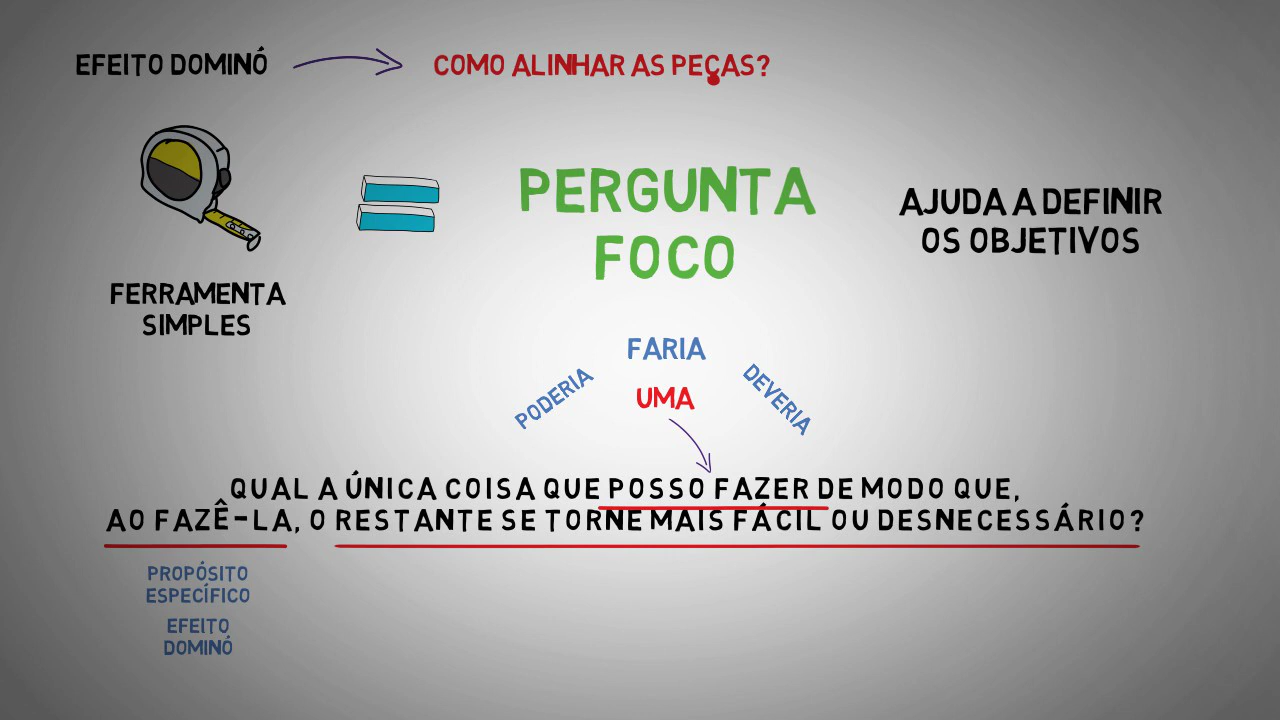 EFEITO DOMINÓ
COMO ALINHAR AS PEÇAS?
FERRAMENTA
SIMPLES
PERGUNTA
FOCO
AJUDA A DEFINIR
OS OBJETIVOS
FARIA
PODERIA
UMA
DEVERIA
QUAL A ÚNICA COISA QUE POSSO FAZER DE MODO QUE,
AO FAZÊ-LA, O RESTANTE SE TORNE MAIS FÁCIL OU DESNECESSÁRIO?
PROPÓSITO
ESPECÍFICO
EFEITO
DOMINÓ